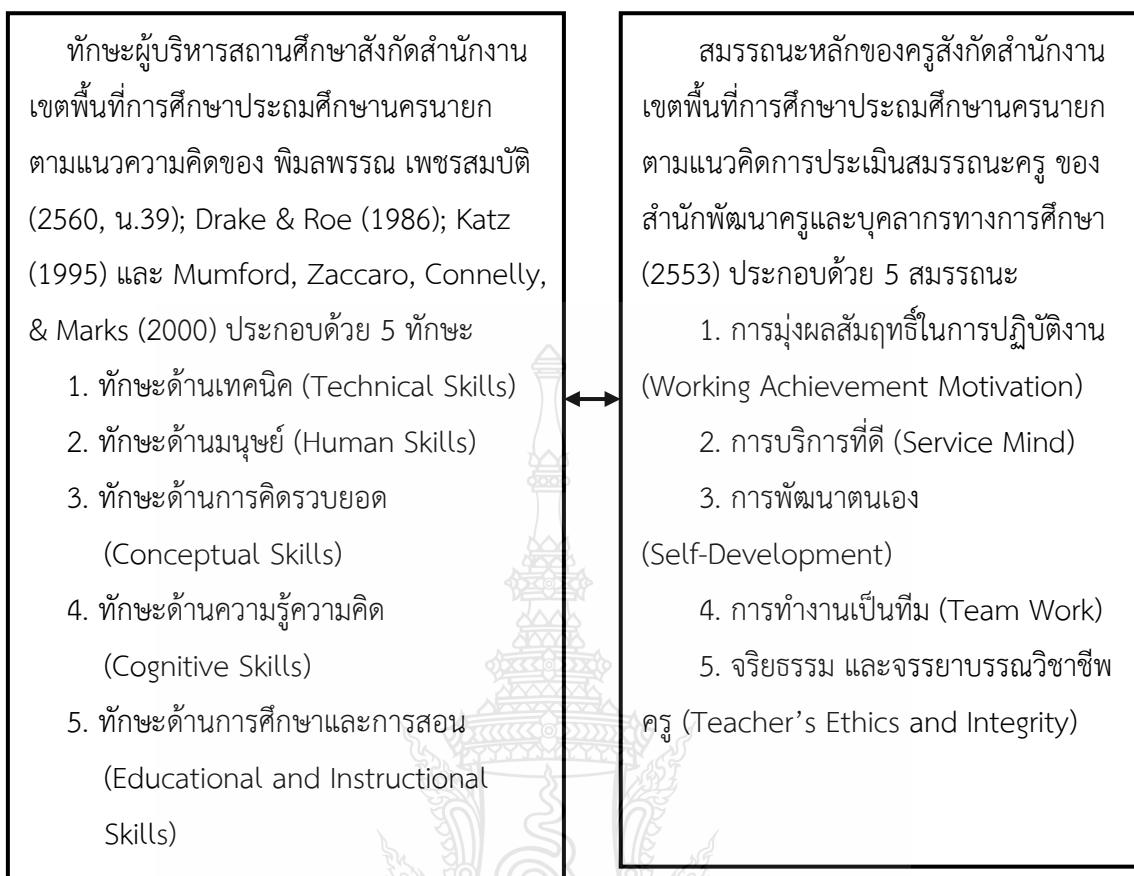 ทักษะผู้บริหารสถานศึกษาสังกัดสำนักงาน
เขตพื้นที่การศึกษาประถมศึกษานครนายก
ตามแนวความคิดของ พิมลพรรณ เพชรสมบัติ
(2560, น.39); Drake & Roe (1986); Katz
(1995) และ Mumford, Zaccaro, Connelly,
& Marks (2000) ประกอบด้วย 5 ทักษะ
1. ทักษะด้านเทคนิค (Technical Skills)
2. ทักษะด้านมนุษย์ (Human Skills)
3. ทักษะด้านการคิดรวบยอด
(Conceptual Skills)
4. ทักษะด้านความรู้ความคิด
(Cognitive Skills)
5. ทักษะด้านการศึกษาและการสอน
(Educational and Instructional
Skills)
สมรรถนะหลักของครูสังกัดสำนักงาน
เขตพื้นที่การศึกษาประถมศึกษานครนายก
ตามแนวคิดการประเมินสมรรถนะครู ของ
สำนักพัฒนาครูและบุคลากรทางการศึกษา
(2553) ประกอบด้วย 5 สมรรถนะ
1. การมุ่งผลสัมฤทธิ์ในการปฏิบัติงาน
(Working Achievement Motivation)
2. การบริการที่ดี (Service Mind)
3. การพัฒนาตนเอง
(Self-Development)
4. การทำงานเป็นทีม (Team Work)
5. จริยธรรม และจรรยาบรรณวิชาชีพ
ครู (Teacher’s Ethics and Integrity)